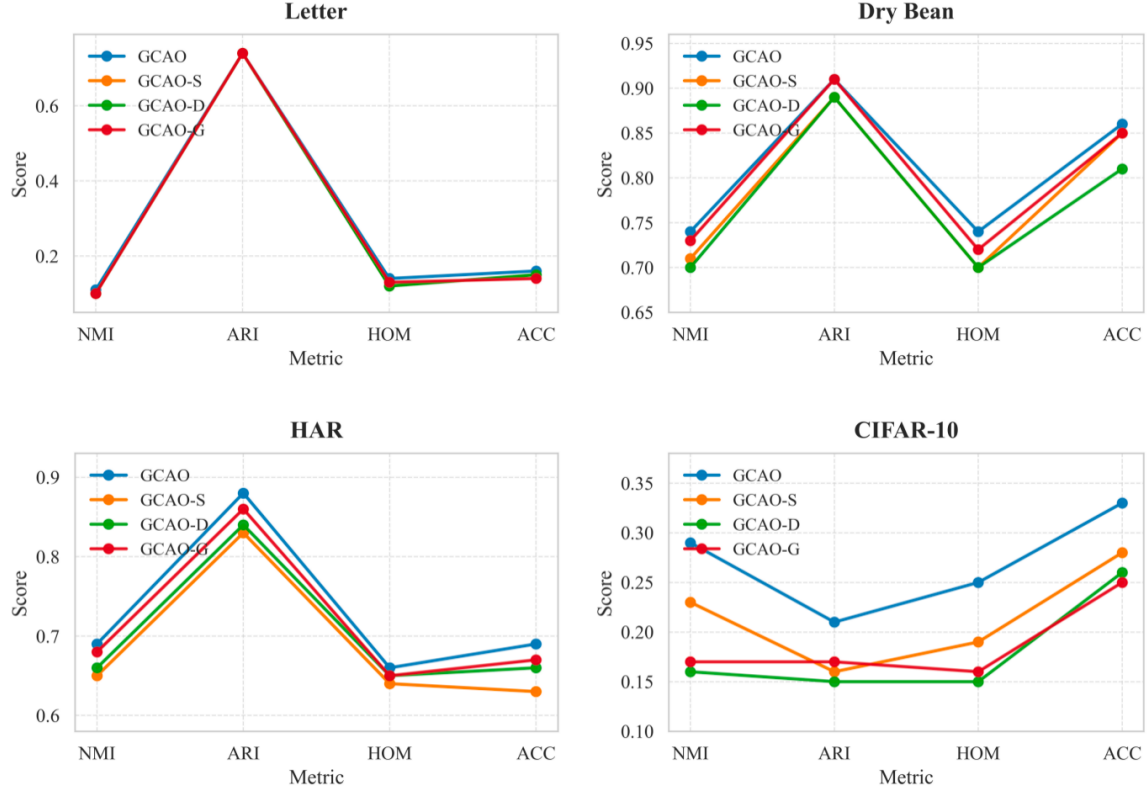 Letter
GCAO
GCAO-S
GCAO-D
GCAO-G
Score
0.6
0.4
0.2
NMI
ARI
HOM
ACC
Metric
Dry Bean
GCAO
GCAO-S
GCAO-D
GCAO-G
Score
0.95
0.90
0.85
0.80
0.75
0.70
0.65
NMI
ARI
HOM
ACC
Metric
HAR
GCAO
GCAO-S
GCAO-D
GCAO-G
Score
0.9
0.8
0.7
0.6
NMI
ARI
HOM
ACC
Metric
CIFAR-10
GCAO
GCAO-S
GCAO-D
GCAO-G
Score
0.35
0.30
0.25
0.20
0.15
0.10
NMI
ARI
HOM
ACC
Metric